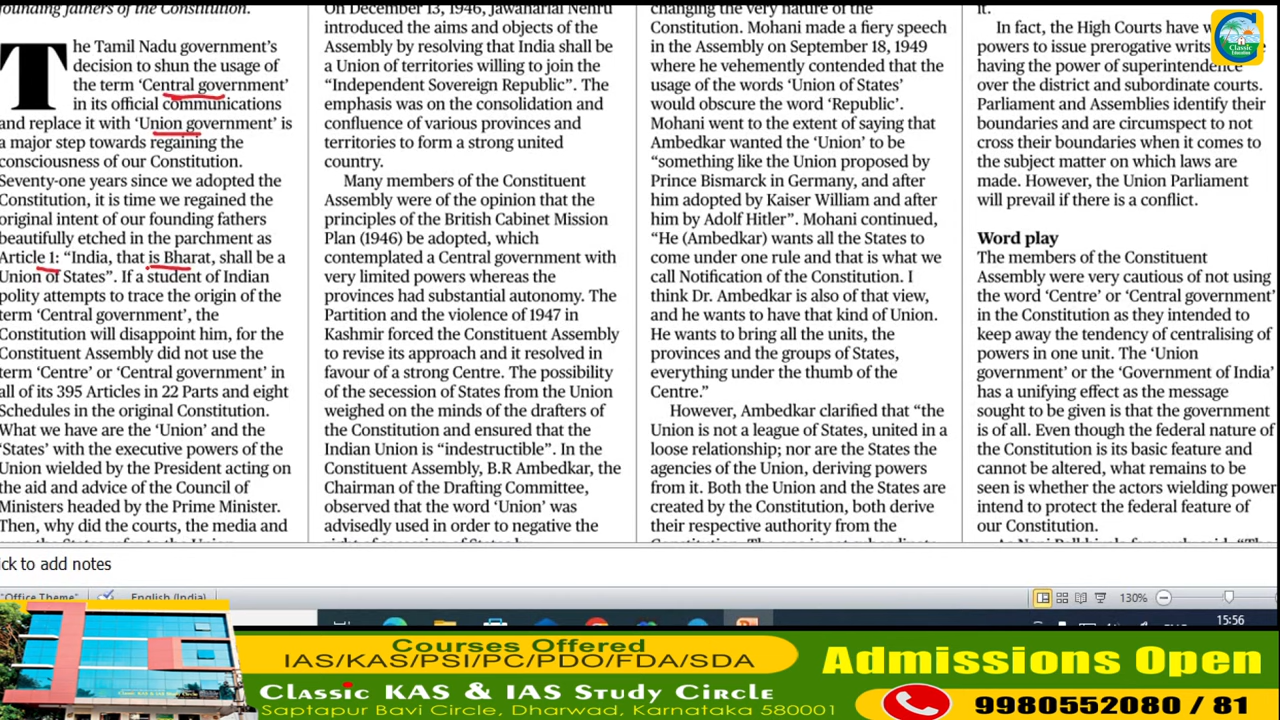 founding fathers of the Constitution.
The Tamil Nadu government's
decision to shun the usage of
the term 'Central government'
in its official communications
and replace it with 'Union government' is
a major step towards regaining the
consciousness of our Constitution.
Seventy-one years since we adopted the
Constitution, it is time we regained the
original intent of our founding fathers
beautifully etched in the parchment as
Article 1: "India, that is Bharat, shall be a
Union of States". If a student of Indian
polity attempts to trace the origin of the
term 'Central government', the
Constitution will disappoint him, for the
Constituent Assembly did not use the
term 'Centre' or 'Central government' in
all of its 395 Articles in 22 Parts and eight
Schedules in the original Constitution.
What we have are the 'Union' and the
'States' with the executive powers of the
Union wielded by the President acting on
the aid and advice of the Council of
Ministers headed by the Prime Minister.
Then, why did the courts, the media and
On December 13, 1946, Jawaharlal Nehru
introduced the aims and objects of the
Assembly by resolving that India shall be
a Union of territories willing to join the
"Independent Sovereign Republic". The
emphasis was on the consolidation and
confluence of various provinces and
territories to form a strong united
country.
Many members of the Constituent
Assembly were of the opinion that the
principles of the British Cabinet Mission
Plan (1946) be adopted, which
contemplated a Central government with
very limited powers whereas the
provinces had substantial autonomy. The
Partition and the violence of 1947 in
Kashmir forced the Constituent Assembly
to revise its approach and it resolved in
favour of a strong Centre. The possibility
of the secession of States from the Union
weighed on the minds of the drafters of
the Constitution and ensured that the
Indian Union is "indestructible". In the
Constituent Assembly, B.R Ambedkar, the
Chairman of the Drafting Committee,
observed that the word 'Union' was
advisedly used in order to negative the
changing the very nature of the
Constitution. Mohani made a fiery speech
in the Assembly on September 18, 1949
where he vehemently contended that the
usage of the words 'Union of States'
would obscure the word 'Republic'.
Mohani went to the extent of saying that
Ambedkar wanted the 'Union' to be
"something like the Union proposed by
Prince Bismarck in Germany, and after
him adopted by Kaiser William and after
him by Adolf Hitler". Mohani continued,
"He (Ambedkar) wants all the States to
come under one rule and that is what we
call Notification of the Constitution. I
think Dr. Ambedkar is also of that view,
and he wants to have that kind of Union.
He wants to bring all the units, the
provinces and the groups of States,
everything under the thumb of the
Centre."
However, Ambedkar clarified that "the
Union is not a league of States, united in a
loose relationship; nor are the States the
agencies of the Union, deriving powers
from it. Both the Union and the States are
created by the Constitution, both derive
their respective authority from the
it.
In fact, the High Courts have
powers to issue prerogative writs
having the power of superintendence
over the district and subordinate courts.
Parliament and Assemblies identify their
boundaries and are circumspect to not
cross their boundaries when it comes to
the subject matter on which laws are
made. However, the Union Parliament
will prevail if there is a conflict.
Word play
The members of the Constituent
Assembly were very cautious of not using
the word 'Centre' or 'Central government'
in the Constitution as they intended to
keep away the tendency of centralising of
powers in one unit. The 'Union
government' or the 'Government of India'
has a unifying effect as the message
sought to be given is that the government
is of all. Even though the federal nature of
the Constitution is its basic feature and
cannot be altered, what remains to be
seen is whether the actors wielding power
intend to protect the federal feature of
our Constitution.
Classic
Education
ck to add notes
"Office Theme"
English (India)
130%
15:56
Courses Offered
IAS/KAS/PSI/PC/PDO/FDA/SDA
Classic KAS & IAS Study Circle
Saptapur Bavi Circle, Dharwad, Karnataka 580001
Admissions Open
9980552080 / 81